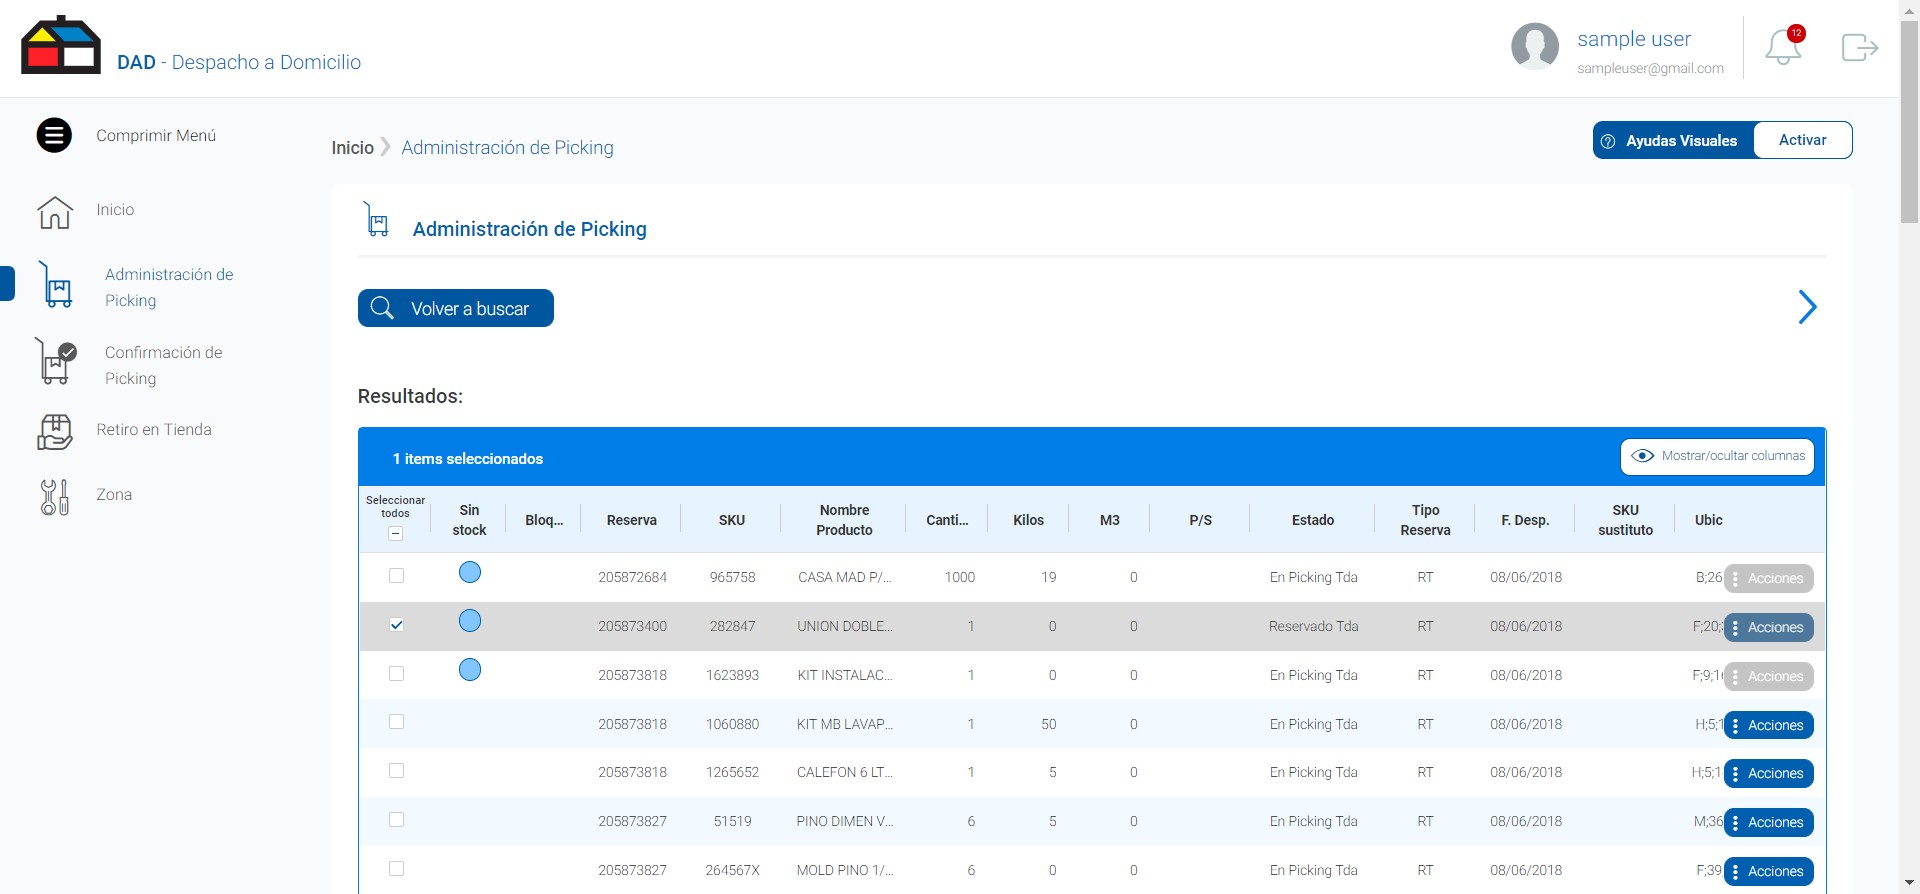 DAD - Despacho a Domicilio
sample user
sampleuser@gmail.com
12
Comprimir Menú
Inicio
Administración de
Picking
Confirmación de
Picking
Retiro en Tienda
Zona
Inicio Administración de Picking
Ayudas Visuales
Activar
Administración de Picking
Volver a buscar
Resultados:
1 items seleccionados
Mostrar/ocultar columnas
Seleccionar todos Sin stock Bloq... Reserva SKU Nombre Producto Canti... Kilos M3 P/S Estado Tipo Reserva F. Desp. SKU sustituto Ubic
205872684 965758 CASA MAD P/... 1000 19 0 En Picking Tda RT 08/06/2018 B;26 Acciones
205873400 282847 UNION DOBLE... 1 0 0 Reservado Tda RT 08/06/2018 F;20; Acciones
205873818 1623893 KIT INSTALAC... 1 0 0 En Picking Tda RT 08/06/2018 F;9;1 Acciones
205873818 1060880 KIT MB LAVAP... 1 50 0 En Picking Tda RT 08/06/2018 H;5;1 Acciones
205873818 1265652 CALEFON 6 LT... 1 5 0 En Picking Tda RT 08/06/2018 H;5;1 Acciones
205873827 51519 PINO DIMEN V... 6 5 0 En Picking Tda RT 08/06/2018 M;36 Acciones
205873827 264567X MOLD PINO 1/... 6 0 0 En Picking Tda RT 08/06/2018 F;39 Acciones